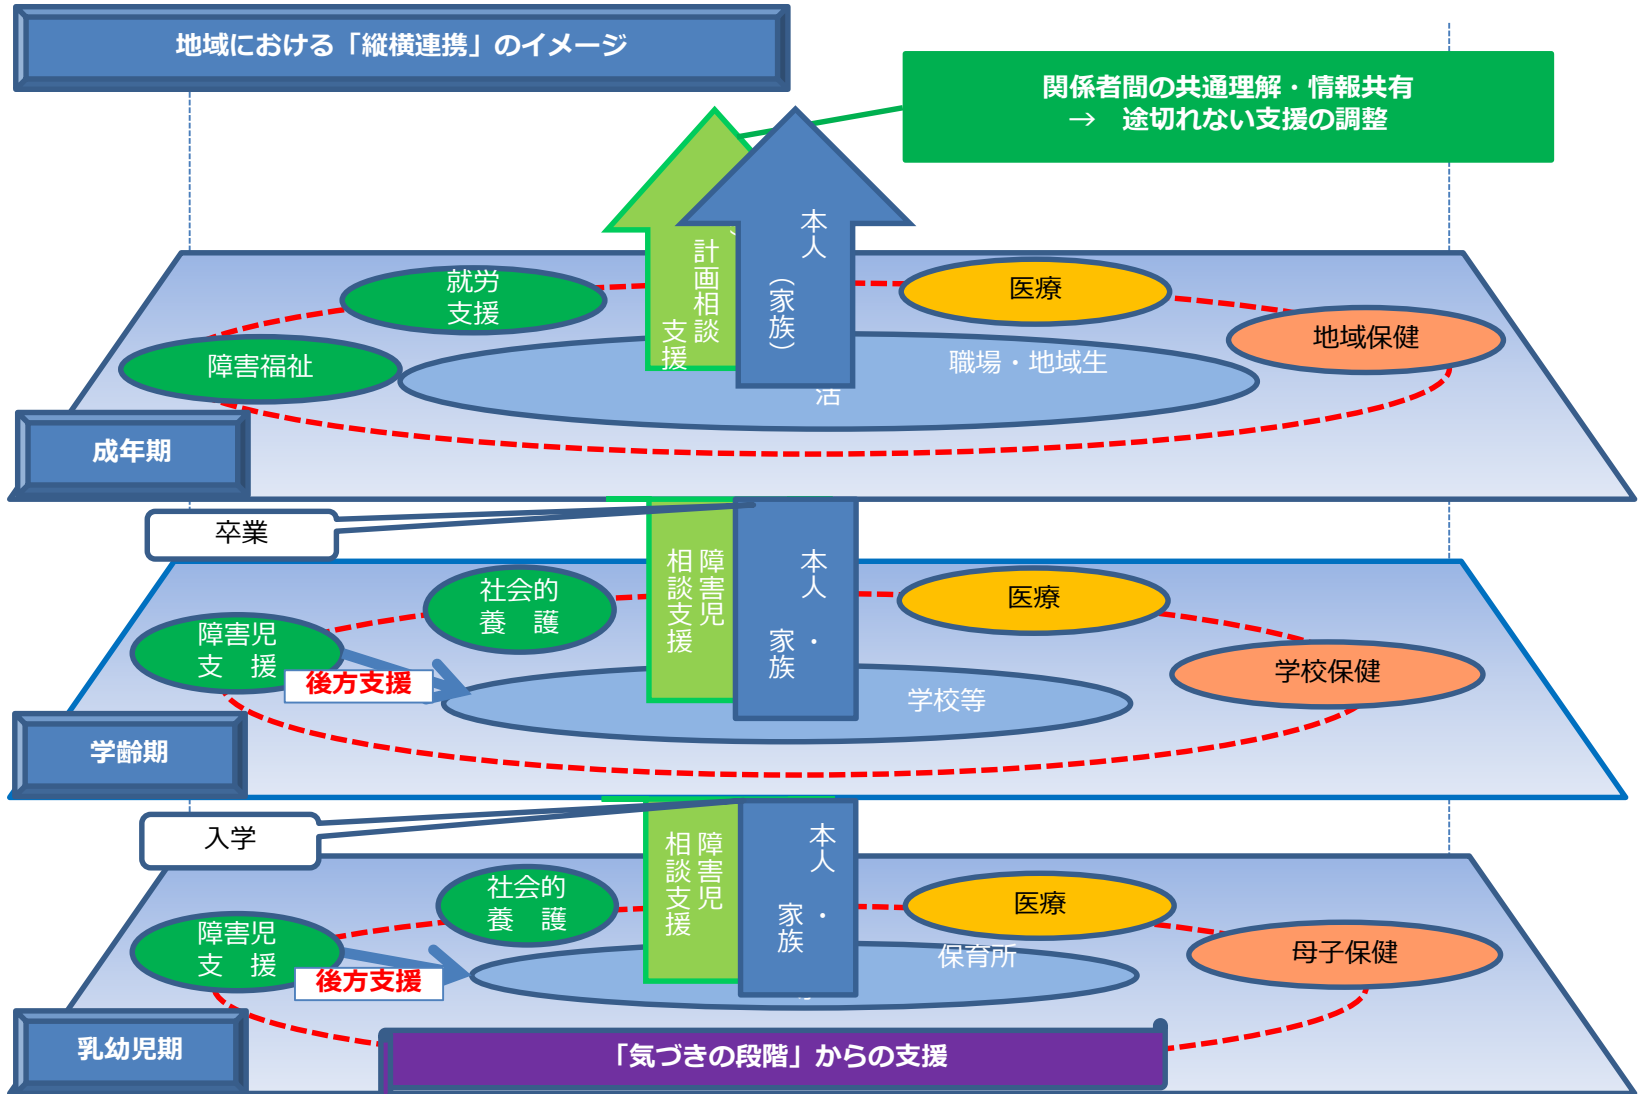 地域における「縦横連携」のイメージ
関係者間の共通理解・情報共有
→　途切れない支援の調整
本人
（家族）
計画相談
支援
就労
支援
医療
地域保健
障害福祉
職場・地域生
活
成年期
卒業
障害児
相談支援
本人
・
家族
社会的
養　護
医療
障害児
支　援
後方支援
学校保健
学校等
学齢期
入学
障害児
相談支援
本人
・
家族
社会的
養　護
医療
障害児
支　援
後方支援
保育所
母子保健
乳幼児期
「気づきの段階」からの支援